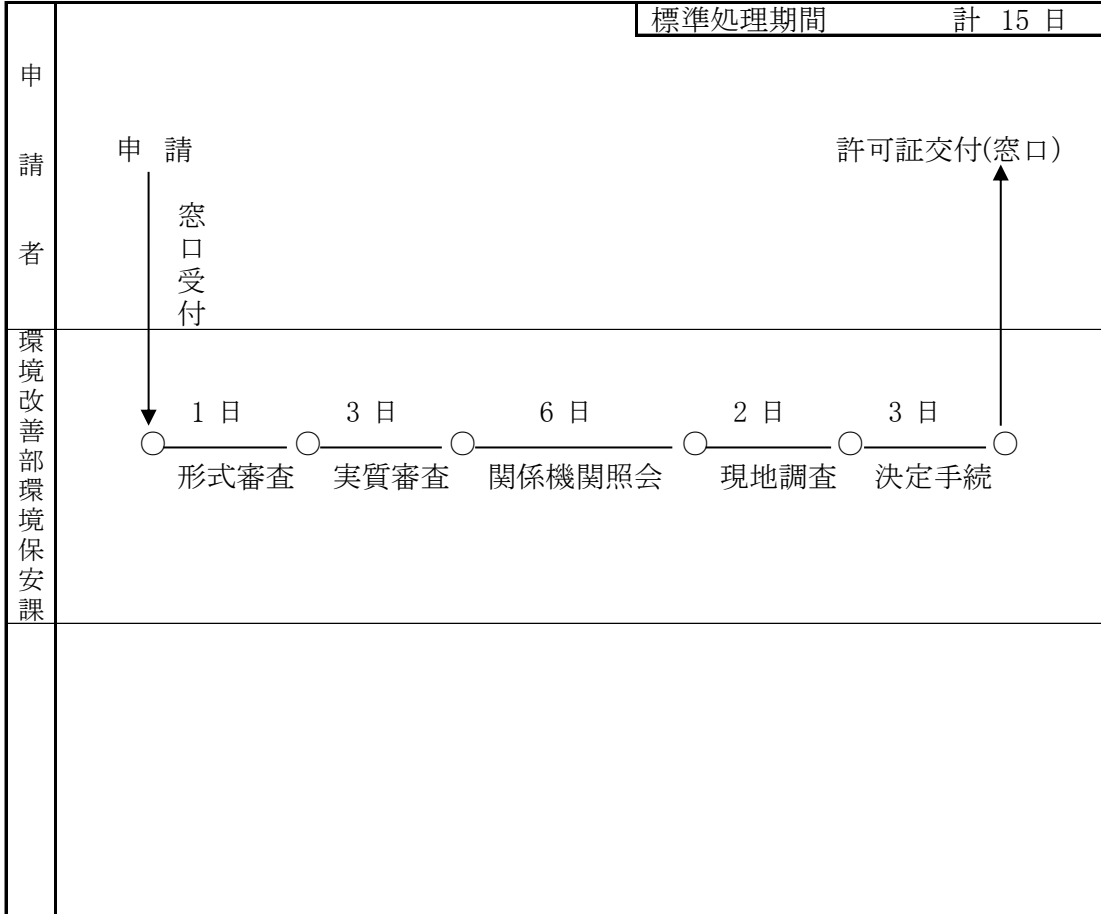 標準処理期間 計 15 日
申請者
申 請
許可証交付(窓口)
窓口受付
環境改善部環境保安課
1 日
3 日
6 日
2 日
3 日
形式審査
実質審査
関係機関照会
現地調査
決定手続